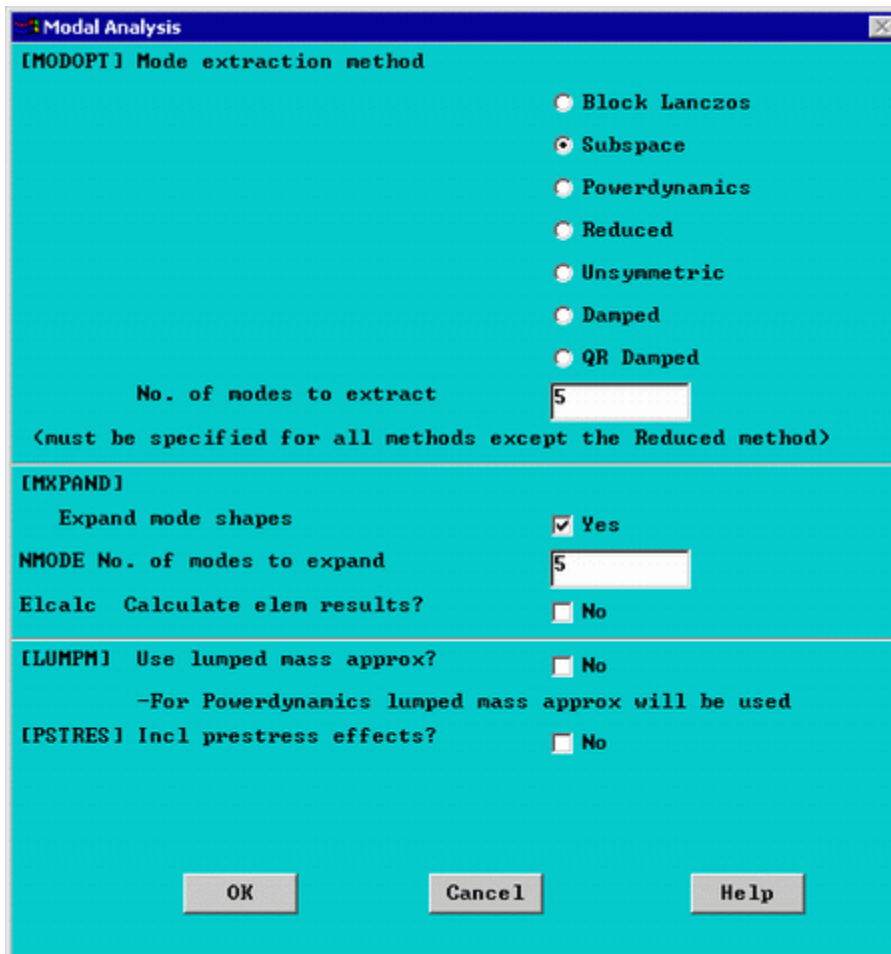 Modal Analysis
[MODOPT] Mode extraction method
Block Lanczos
Subspace
Powerdynamics
Reduced
Unsymmetric
Damped
QR Damped
No. of modes to extract 5
(must be specified for all methods except the Reduced method)
[MXPAND]
Expand mode shapes Yes
NMODE No. of modes to expand 5
Elcalc Calculate elem results? No
[LUMPM] Use lumped mass approx? No
-For Powerdynamics lumped mass approx will be used
[PSTRES] Incl prestress effects? No
OK Cancel Help